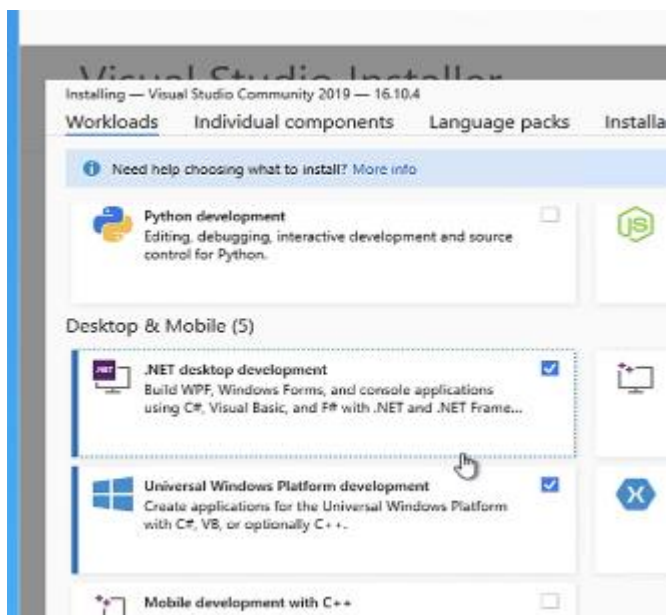 Visual Studio Installer
Installing — Visual Studio Community 2019 — 16.10.4
Workloads Individual components Language packs Installa
Need help choosing what to install? More info
Python development
Editing, debugging, interactive development and source
control for Python.
JS
Desktop & Mobile (5)
.NET
.NET desktop development
Build WPF, Windows Forms, and console applications
using C#, Visual Basic, and F# with .NET and .NET Frame...
Universal Windows Platform development
Create applications for the Universal Windows Platform
with C#, VB, or optionally C++.
Mobile development with C++